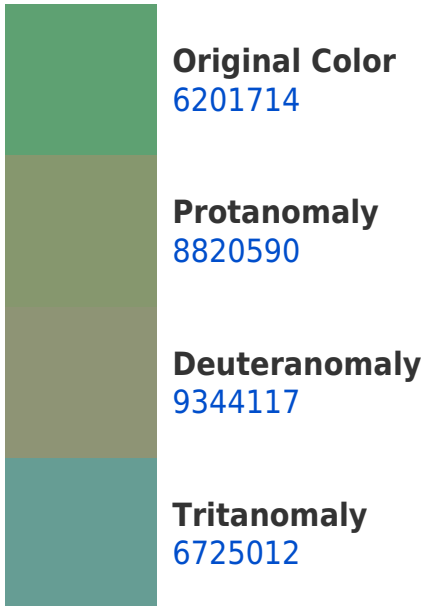 Original Color
6201714
Protanomaly
8820590
Deuteranomaly
9344117
Tritanomaly
6725012